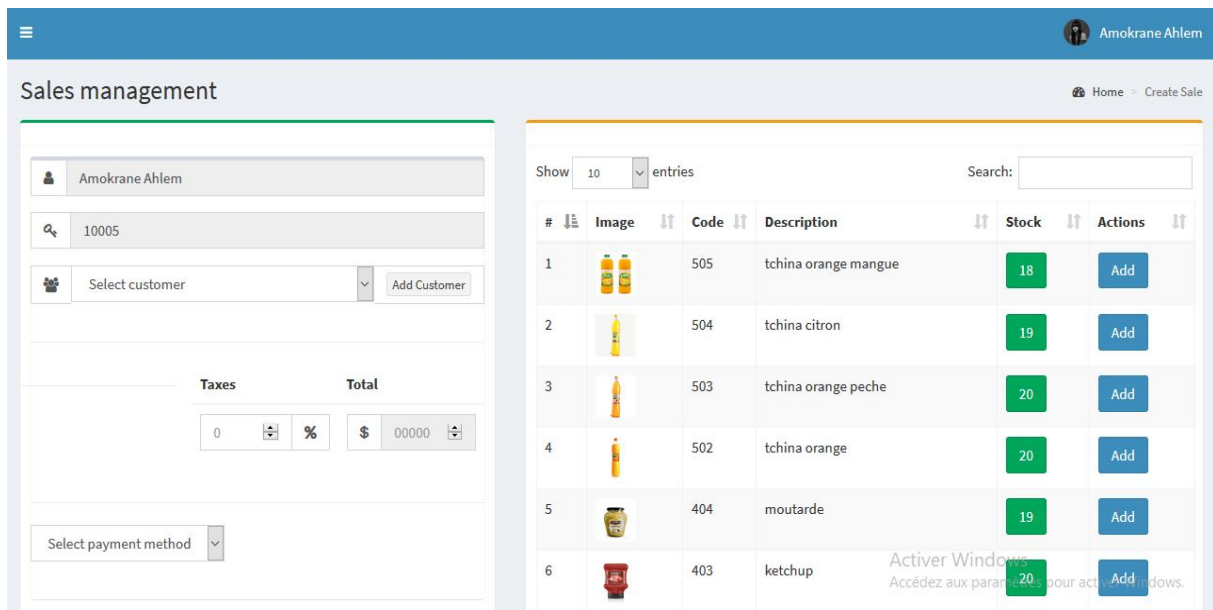 Amokrane Ahlem
Sales management
Home > Create Sale
Amokrane Ahlem
10005
Select customer
Add Customer
Taxes Total
0 % $ 00000
Select payment method
Show 10 entries
Search:
# Image Code Description Stock Actions
1 505 tchina orange mangue 18 Add
2 504 tchina citron 19 Add
3 503 tchina orange peche 20 Add
4 502 tchina orange 20 Add
5 404 moutarde 19 Add
6 403 ketchup 20 Add
Activer Windows
Accédez aux paramètres pour activer Windows.